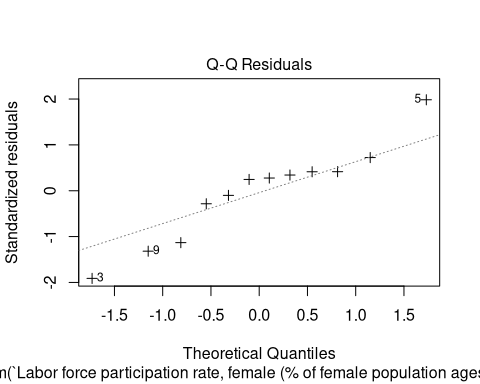 Q-Q Residuals
Standardized residuals
2
1
0
-1
-2
5
9
3
-1.5 -1.0 -0.5 0.0 0.5 1.0 1.5
Theoretical Quantiles
m(`Labor force participation rate, female (% of female population ages